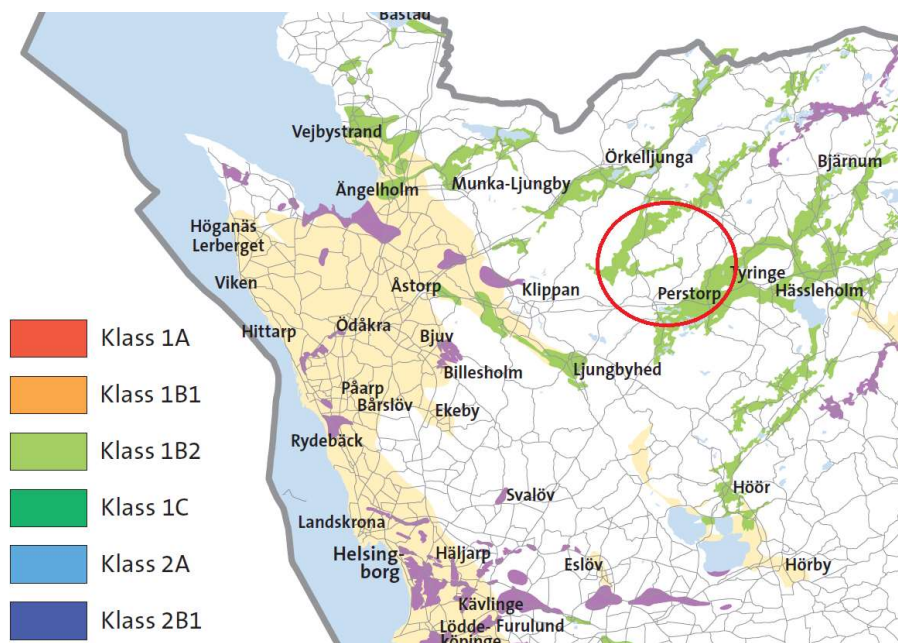 Båstad
Vejbystrand
Örkelljunga
Bjärnum
Ängelholm
Munka-Ljungby
Höganäs
Lerberget
Viken
Åstorp
Klippan
Perstorp
Tyringe
Hässleholm
Hittarp
Ödåkra
Bjuv
Billesholm
Ljungbyhed
Påarp
Bårslöv
Ekeby
Rydebäck
Svalöv
Höör
Landskrona
Helsing-
borg
Häljarp
Eslöv
Hörby
Kävlinge
Lödde-
köpinge
Furulund
Klass 1A
Klass 1B1
Klass 1B2
Klass 1C
Klass 2A
Klass 2B1